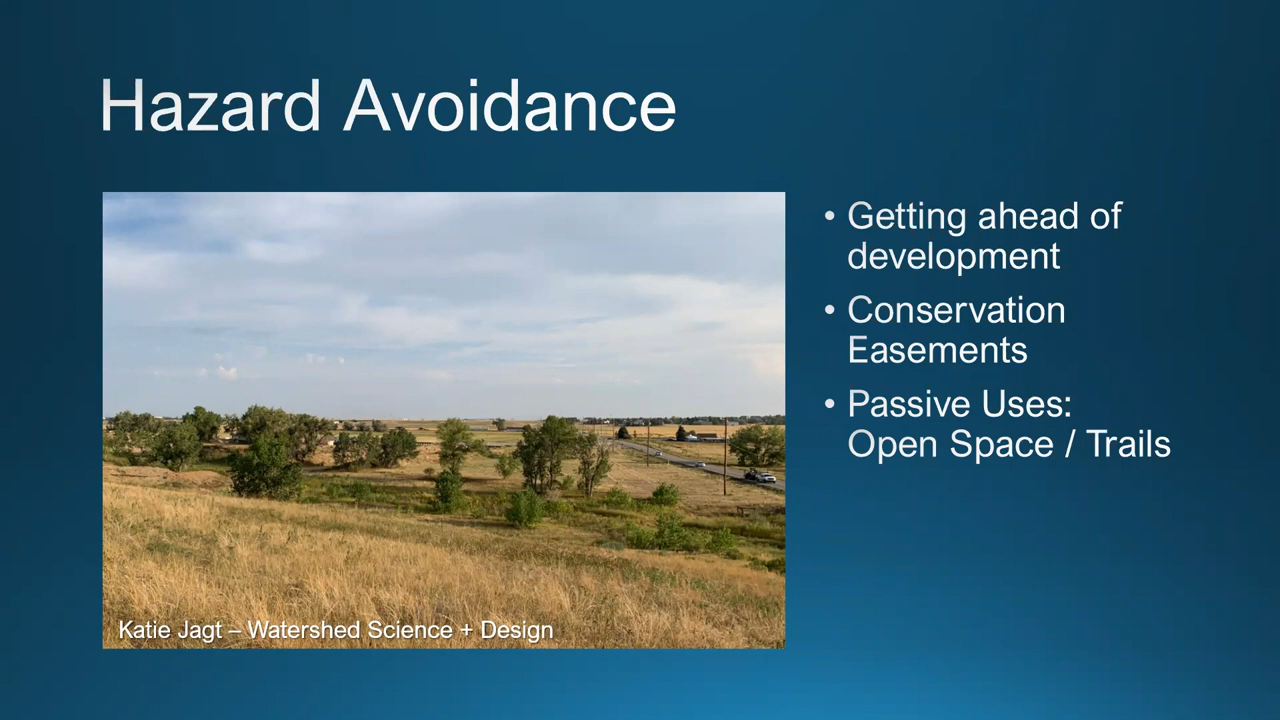 Hazard Avoidance
• Getting ahead of
development
• Conservation
Easements
• Passive Uses:
Open Space / Trails
Katie Jagt – Watershed Science + Design